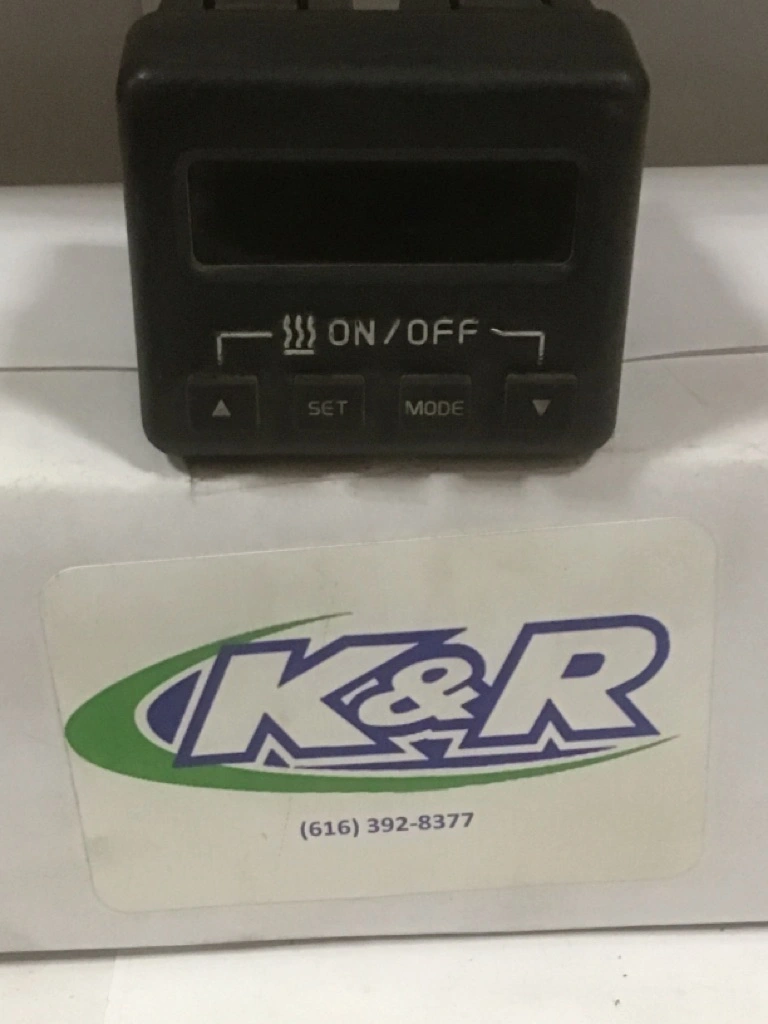 ON/OFF
▲ SET MODE ▼
K&R
(616) 392-8377